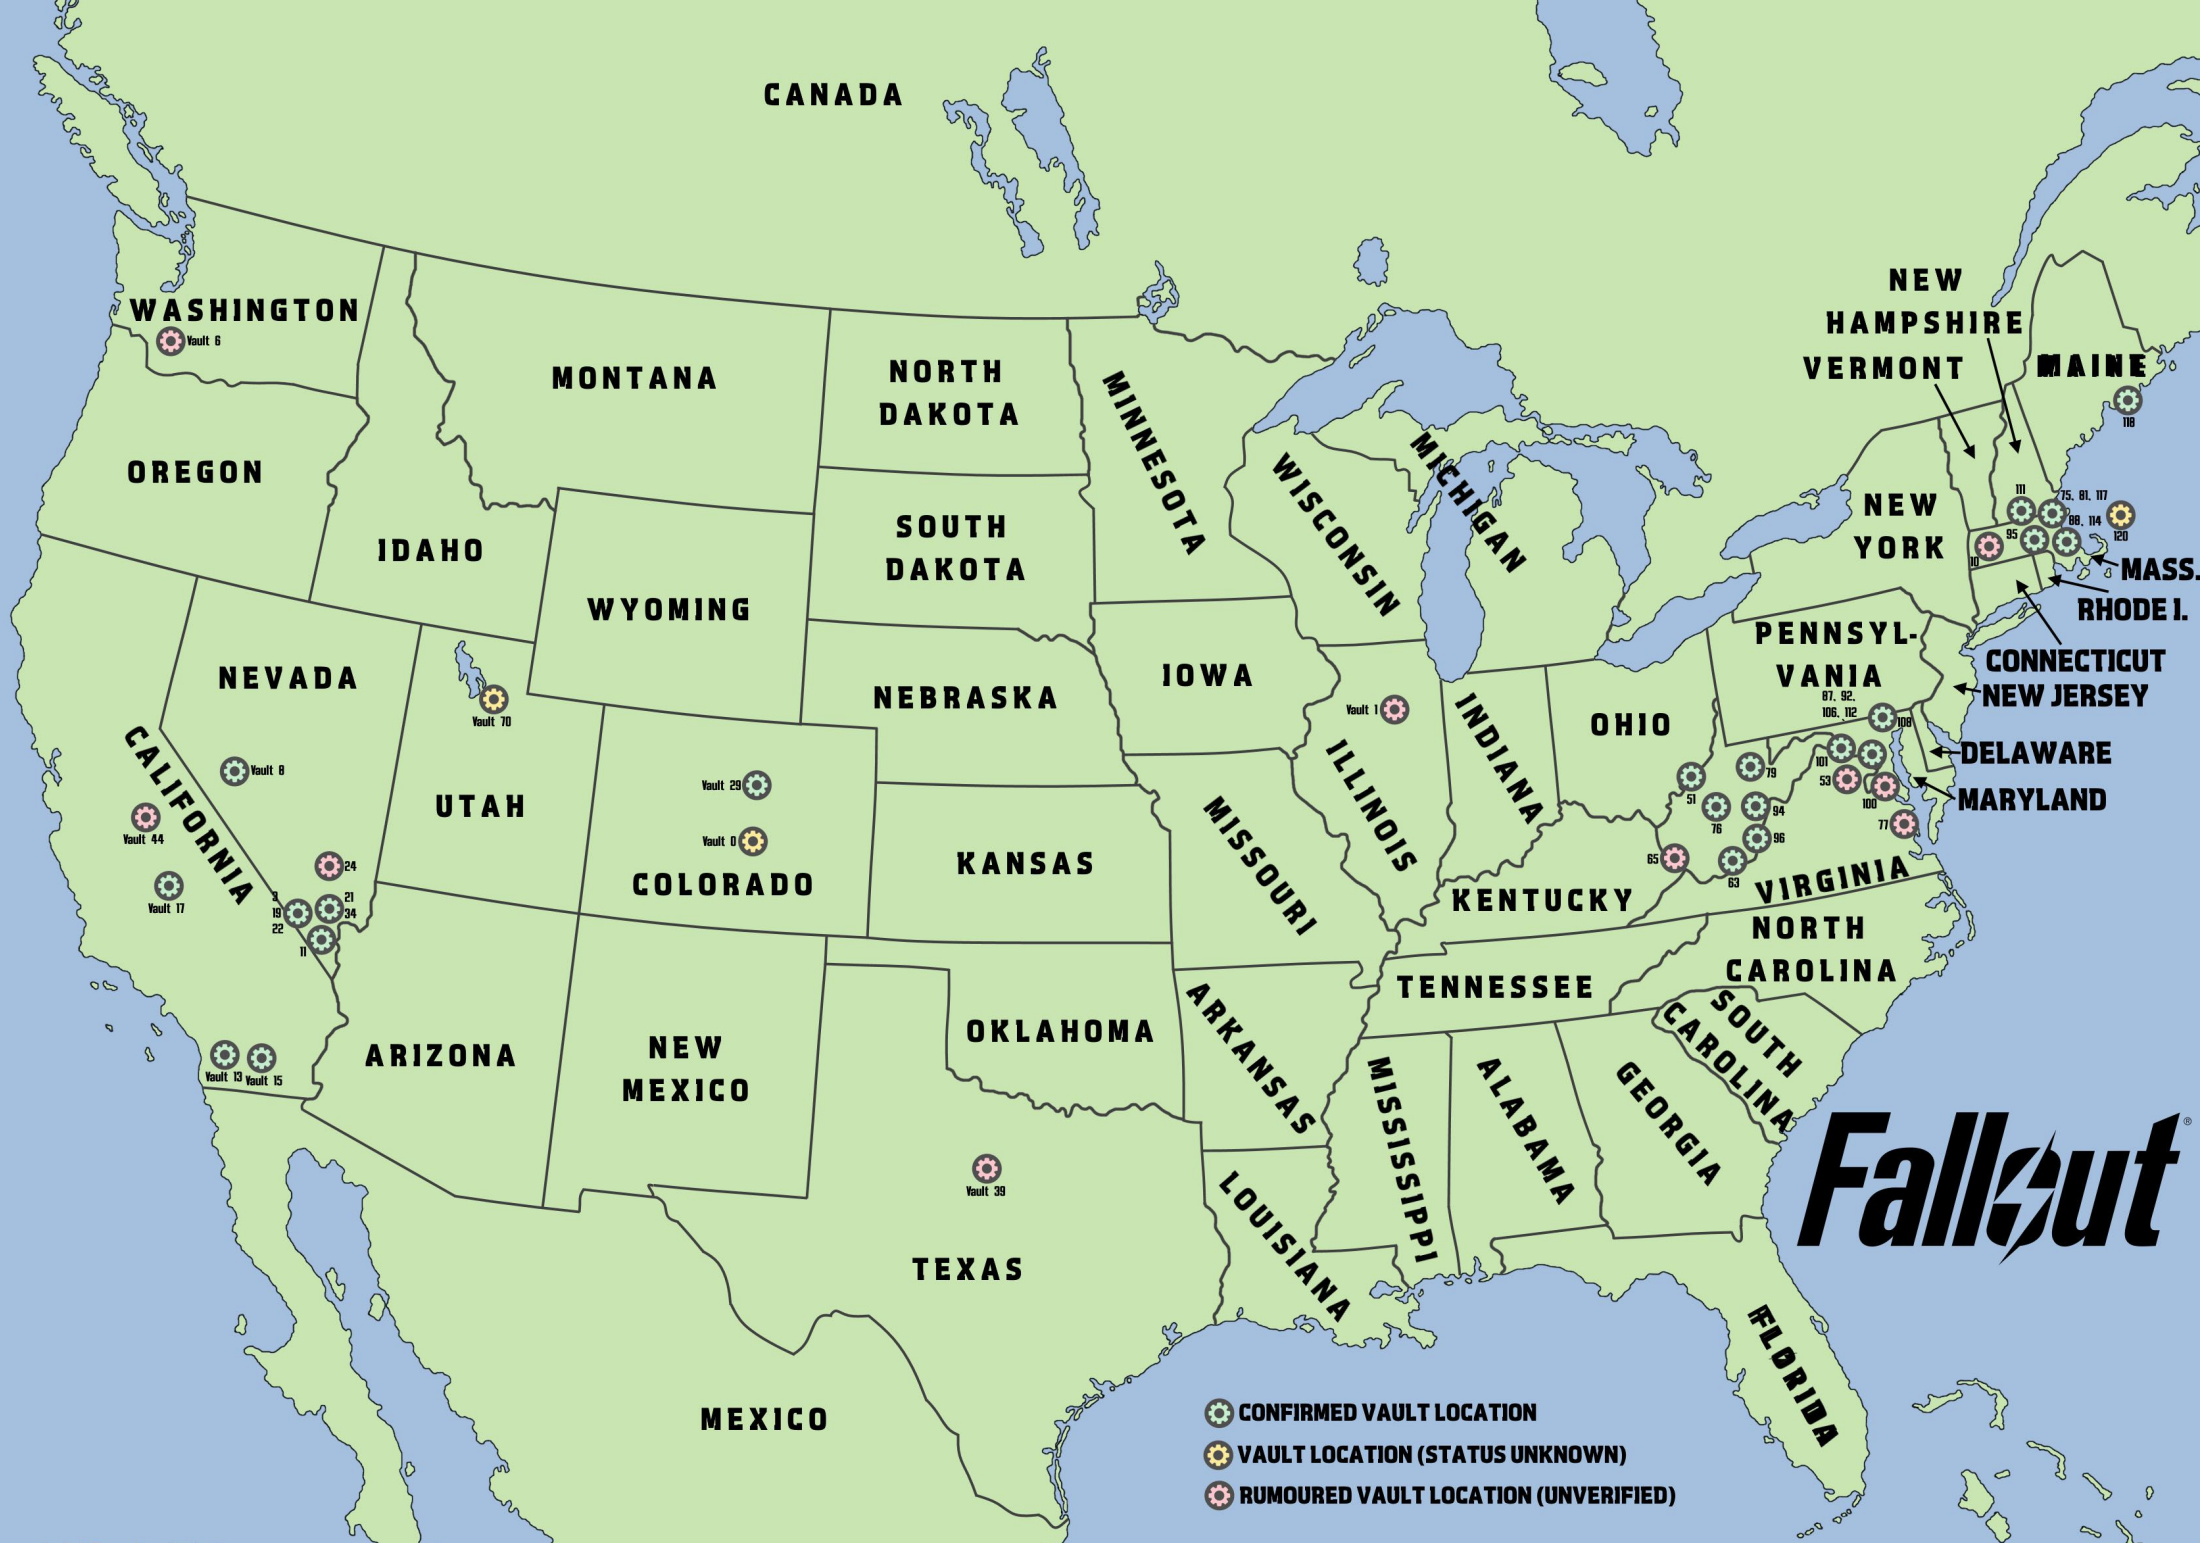 CANADA
WASHINGTON
Vault 6
MONTANA
NORTH
DAKOTA
MINNESOTA
OREGON
IDAHO
SOUTH
DAKOTA
WISCONSIN
MICHIGAN
NEW
HAMPSHIRE
VERMONT
MAINE
118
NEW
YORK
111
75, 81, 117
88, 114
120
95
10
MASS.
RHODE I.
CONNECTICUT
NEW JERSEY
WYOMING
NEVADA
Vault 70
NEBRASKA
IOWA
Vault 1
ILLINOIS
INDIANA
OHIO
PENNSYL-
VANIA
87, 92,
106, 112
108
DELAWARE
MARYLAND
CALIFORNIA
Vault 8
Vault 44
Vault 17
UTAH
Vault 29
Vault 0
COLORADO
KANSAS
MISSOURI
KENTUCKY
51
79
101
53
100
76
94
77
96
65
63
VIRGINIA
24
3
19
22
21
34
11
NORTH
CAROLINA
TENNESSEE
SOUTH
CAROLINA
Vault 13
Vault 15
ARIZONA
NEW
MEXICO
OKLAHOMA
ARKANSAS
MISSISSIPPI
ALABAMA
GEORGIA
Vault 39
TEXAS
LOUISIANA
FLORIDA
Fallout®
MEXICO
CONFIRMED VAULT LOCATION
VAULT LOCATION (STATUS UNKNOWN)
RUMOURED VAULT LOCATION (UNVERIFIED)